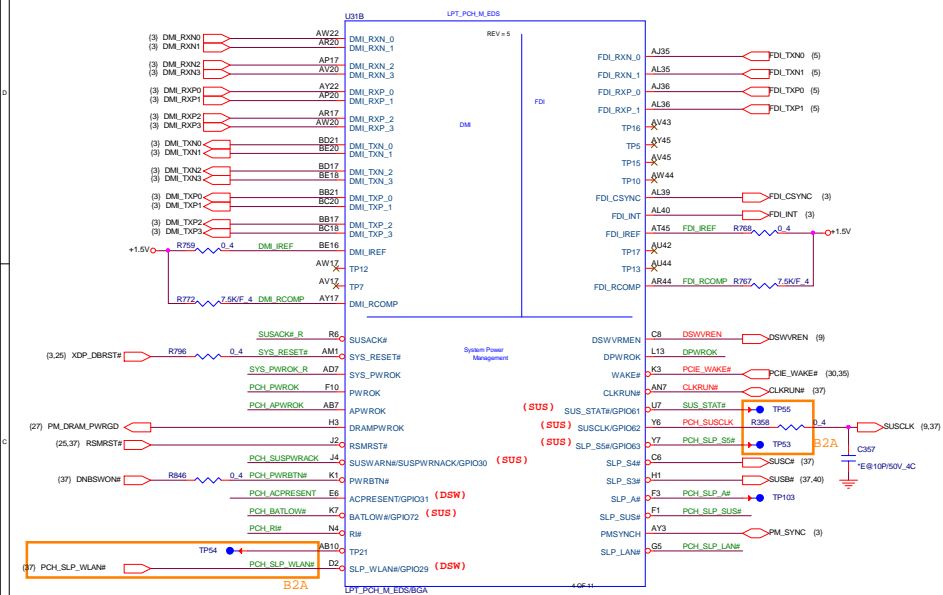 U31B
LPT_PCH_M_EDS
REV = 5
DMI
FDI
System Power
Management
(3) DMI_RXN0 AW22 DMI_RXN_0
(3) DMI_RXN1 AR20 DMI_RXN_1
(3) DMI_RXN2 AP17 DMI_RXN_2
(3) DMI_RXN3 AV20 DMI_RXN_3
(3) DMI_RXP0 AY22 DMI_RXP_0
(3) DMI_RXP1 AP20 DMI_RXP_1
(3) DMI_RXP2 AR17 DMI_RXP_2
(3) DMI_RXP3 AW20 DMI_RXP_3
(3) DMI_TXN0 BD21 DMI_TXN_0
(3) DMI_TXN1 BE20 DMI_TXN_1
(3) DMI_TXN2 BD17 DMI_TXN_2
(3) DMI_TXN3 BE18 DMI_TXN_3
(3) DMI_TXP0 BB21 DMI_TXP_0
(3) DMI_TXP1 BC20 DMI_TXP_1
(3) DMI_TXP2 BB17 DMI_TXP_2
(3) DMI_TXP3 BC18 DMI_TXP_3
+1.5V R759 0_4 DMI_IREF BE16 DMI_IREF
AW17 TP12
AV17 TP7
R772 7.5K/F_4 DMI_RCOMP AY17 DMI_RCOMP
FDI_RXN_0 AJ35 FDI_TXN0 (5)
FDI_RXN_1 AL35 FDI_TXN1 (5)
FDI_RXP_0 AJ36 FDI_TXP0 (5)
FDI_RXP_1 AL36 FDI_TXP1 (5)
TP16 AV43
TP5 AY45
TP15 AV45
TP10 AW44
FDI_CSYNC AL39 FDI_CSYNC (3)
FDI_INT AL40 FDI_INT (3)
FDI_IREF AT45 FDI_IREF R768 0_4 +1.5V
TP17 AU42
TP13 AU44
FDI_RCOMP AR44 FDI_RCOMP R767 7.5K/F_4
SUSACK#_R R6 SUSACK#
(3,25) XDP_DBRST# R796 0_4 SYS_RESET# AM1 SYS_RESET#
SYS_PWROK_R AD7 SYS_PWROK
PCH_PWROK F10 PWROK
PCH_APWROK AB7 APWROK
(27) PM_DRAM_PWRGD H3 DRAMPWROK
(25,37) RSMRST# J2 RSMRST#
PCH_SUSPWRACK J4 SUSWARN#/SUSPWRNACK/GPIO30 (SUS)
(37) DNBSWON# R846 0_4 PCH_PWRBTN# K1 PWRBTN#
PCH_ACPRESENT E6 ACPRESENT/GPIO31 (DSW)
PCH_BATLOW# K7 BATLOW#/GPIO72 (SUS)
PCH_RI# N4 RI#
TP54 AB10 TP21
(37) PCH_SLP_WLAN# PCH_SLP_WLAN# D2 SLP_WLAN#/GPIO29 (DSW)
B2A
DSWVRMEN C8 DSWVREN DSWVREN (9)
DPWROK L13 DPWROK
WAKE# K3 PCIE_WAKE# PCIE_WAKE# (30,35)
CLKRUN# AN7 CLKRUN# CLKRUN# (37)
(SUS) SUS_STAT#/GPIO61 U7 SUS_STAT# TP55
(SUS) SUSCLK/GPIO62 Y6 PCH_SUSCLK R358 0_4 SUSCLK (9,37)
(SUS) SLP_S5#/GPIO63 Y7 PCH_SLP_S5# TP53
B2A
C357
*E@10P/50V_4C
SLP_S4# C6 SUSC# (37)
SLP_S3# H1 SUSB# (37,40)
SLP_A# F3 PCH_SLP_A# TP103
SLP_SUS# F1 PCH_SLP_SUS#
PMSYNCH AY3 PM_SYNC (3)
SLP_LAN# G5 PCH_SLP_LAN#
4 OF 11
LPT_PCH_M_EDS/BGA
D
C